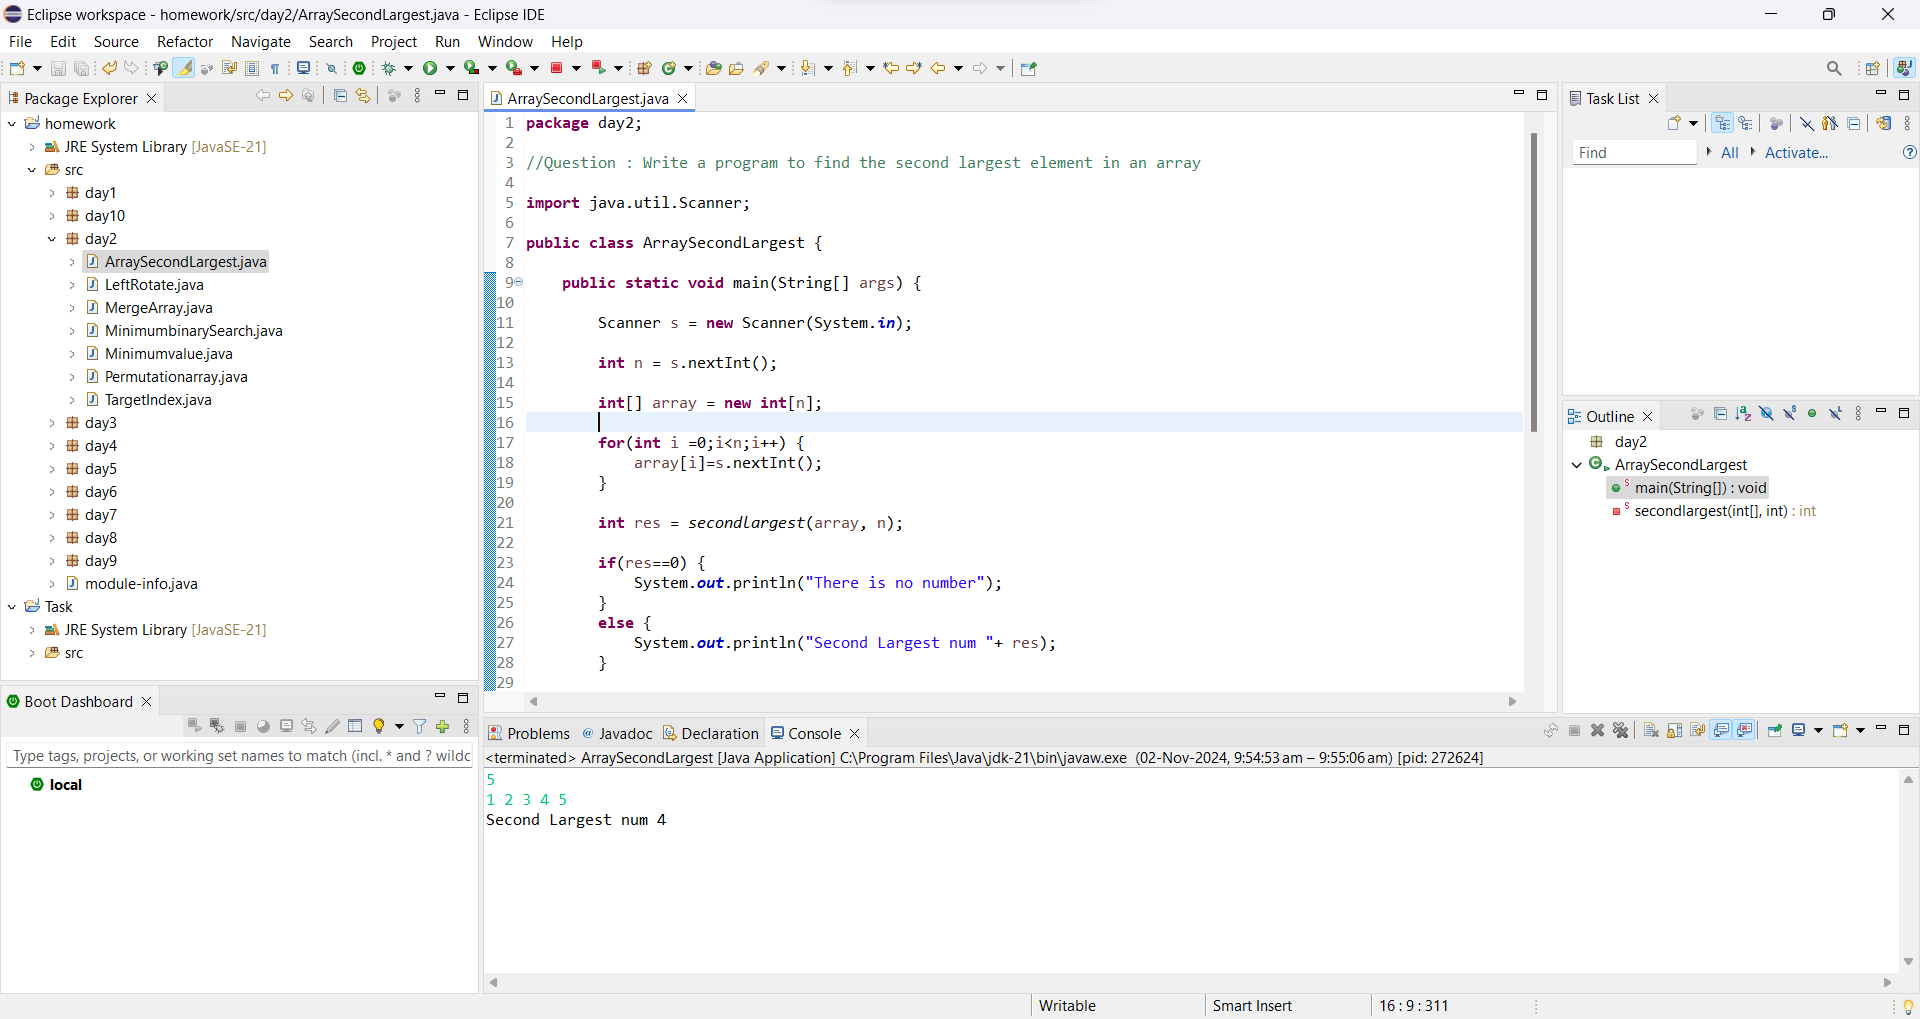 Eclipse workspace - homework/src/day2/ArraySecondLargest.java - Eclipse IDE
File Edit Source Refactor Navigate Search Project Run Window Help
Package Explorer
homework
JRE System Library [JavaSE-21]
src
day1
day10
day2
ArraySecondLargest.java
LeftRotate.java
MergeArray.java
MinimumbinarySearch.java
Minimumvalue.java
Permutationarray.java
TargetIndex.java
day3
day4
day5
day6
day7
day8
day9
module-info.java
Task
JRE System Library [JavaSE-21]
src
Boot Dashboard
Type tags, projects, or working set names to match (incl. * and ? wildc
local
ArraySecondLargest.java
1 package day2;
2
3 //Question : Write a program to find the second largest element in an array
4
5 import java.util.Scanner;
6
7 public class ArraySecondLargest {
8
9 public static void main(String[] args) {
10
11 Scanner s = new Scanner(System.in);
12
13 int n = s.nextInt();
14
15 int[] array = new int[n];
16
17 for(int i =0;i<n;i++) {
18 array[i]=s.nextInt();
19 }
20
21 int res = secondlargest(array, n);
22
23 if(res==0) {
24 System.out.println("There is no number");
25 }
26 else {
27 System.out.println("Second Largest num "+ res);
28 }
29
Problems Javadoc Declaration Console
<terminated> ArraySecondLargest [Java Application] C:\Program Files\Java\jdk-21\bin\javaw.exe (02-Nov-2024, 9:54:53 am – 9:55:06 am) [pid: 272624]
5
1 2 3 4 5
Second Largest num 4
Task List
Find All Activate...
Outline
day2
ArraySecondLargest
main(String[]) : void
secondlargest(int[], int) : int
Writable Smart Insert 16 : 9 : 311